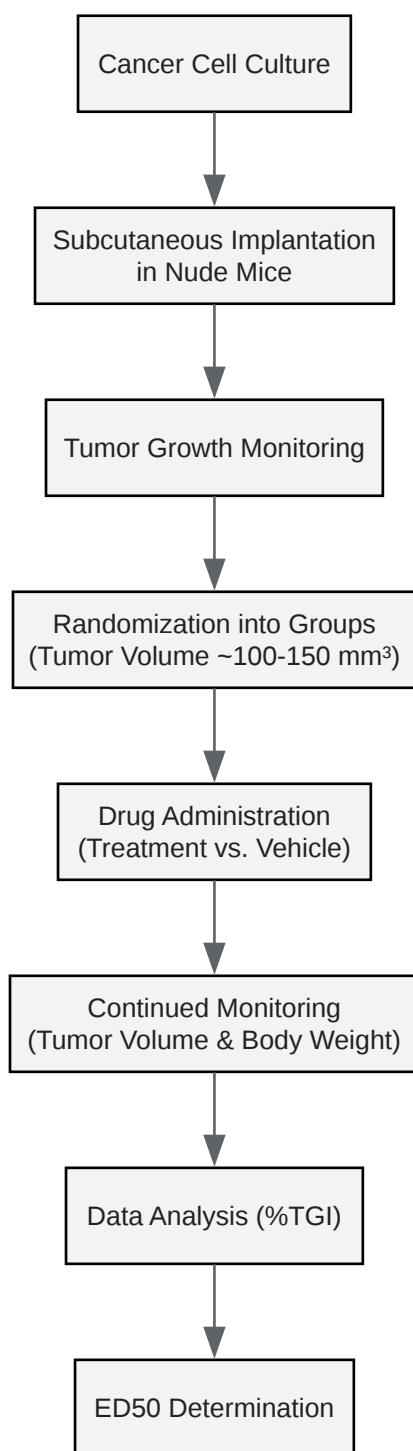 Cancer Cell Culture
Subcutaneous Implantation
in Nude Mice
Tumor Growth Monitoring
Randomization into Groups
(Tumor Volume ~100-150 mm³)
Drug Administration
(Treatment vs. Vehicle)
Continued Monitoring
(Tumor Volume & Body Weight)
Data Analysis (%TGI)
ED50 Determination